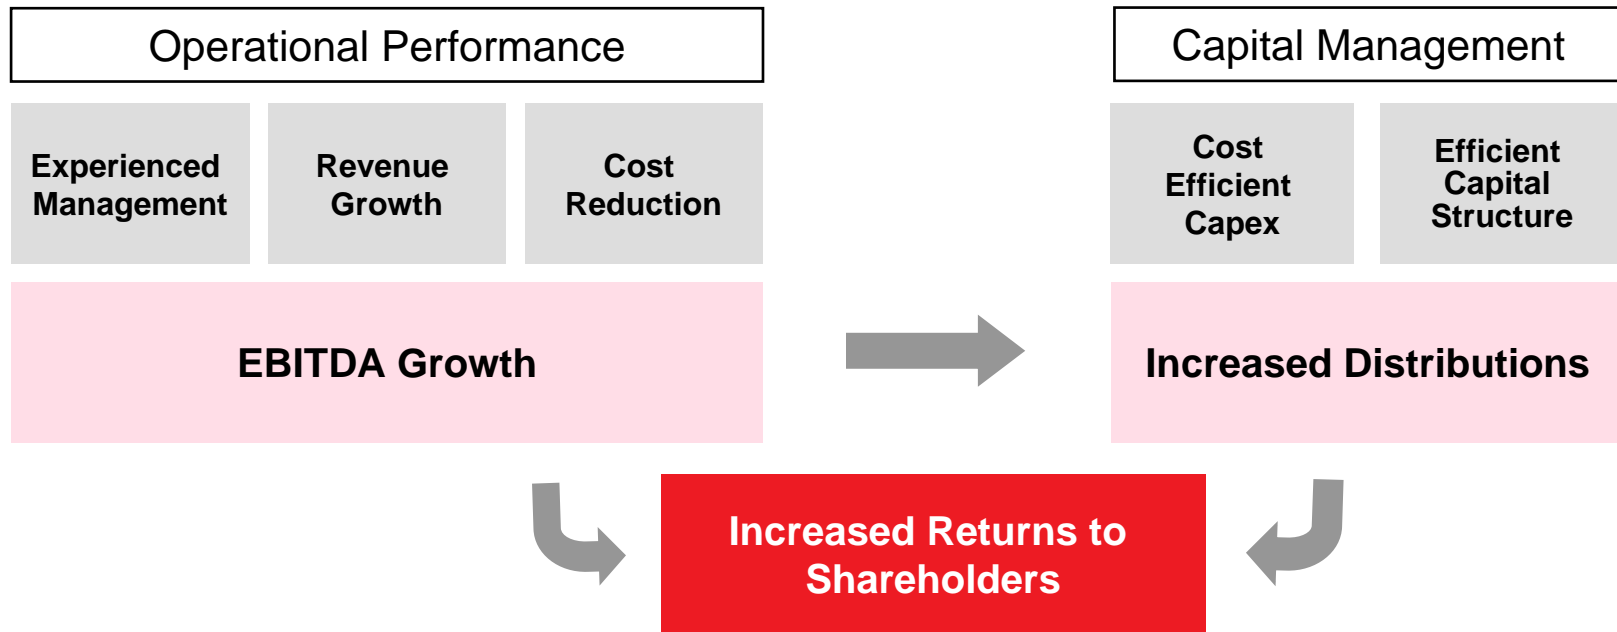 Operational Performance
Capital Management
Experienced
Management
Revenue
Growth
Cost
Reduction
Cost
Efficient
Capex
Efficient
Capital
Structure
EBITDA Growth
Increased Distributions
Increased Returns to
Shareholders